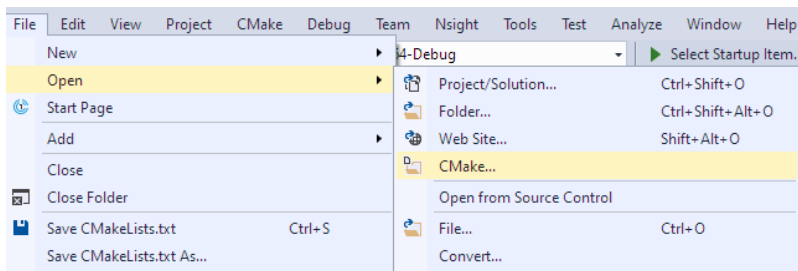 File Edit View Project CMake Debug Team Nsight Tools Test Analyze Window Help
New
Open
Start Page
Add
Close
Close Folder
Save CMakeLists.txt Ctrl+S
Save CMakeLists.txt As...
64-Debug Select Startup Item.
Project/Solution... Ctrl+Shift+O
Folder... Ctrl+Shift+Alt+O
Web Site... Shift+Alt+O
CMake...
Open from Source Control
File... Ctrl+O
Convert...